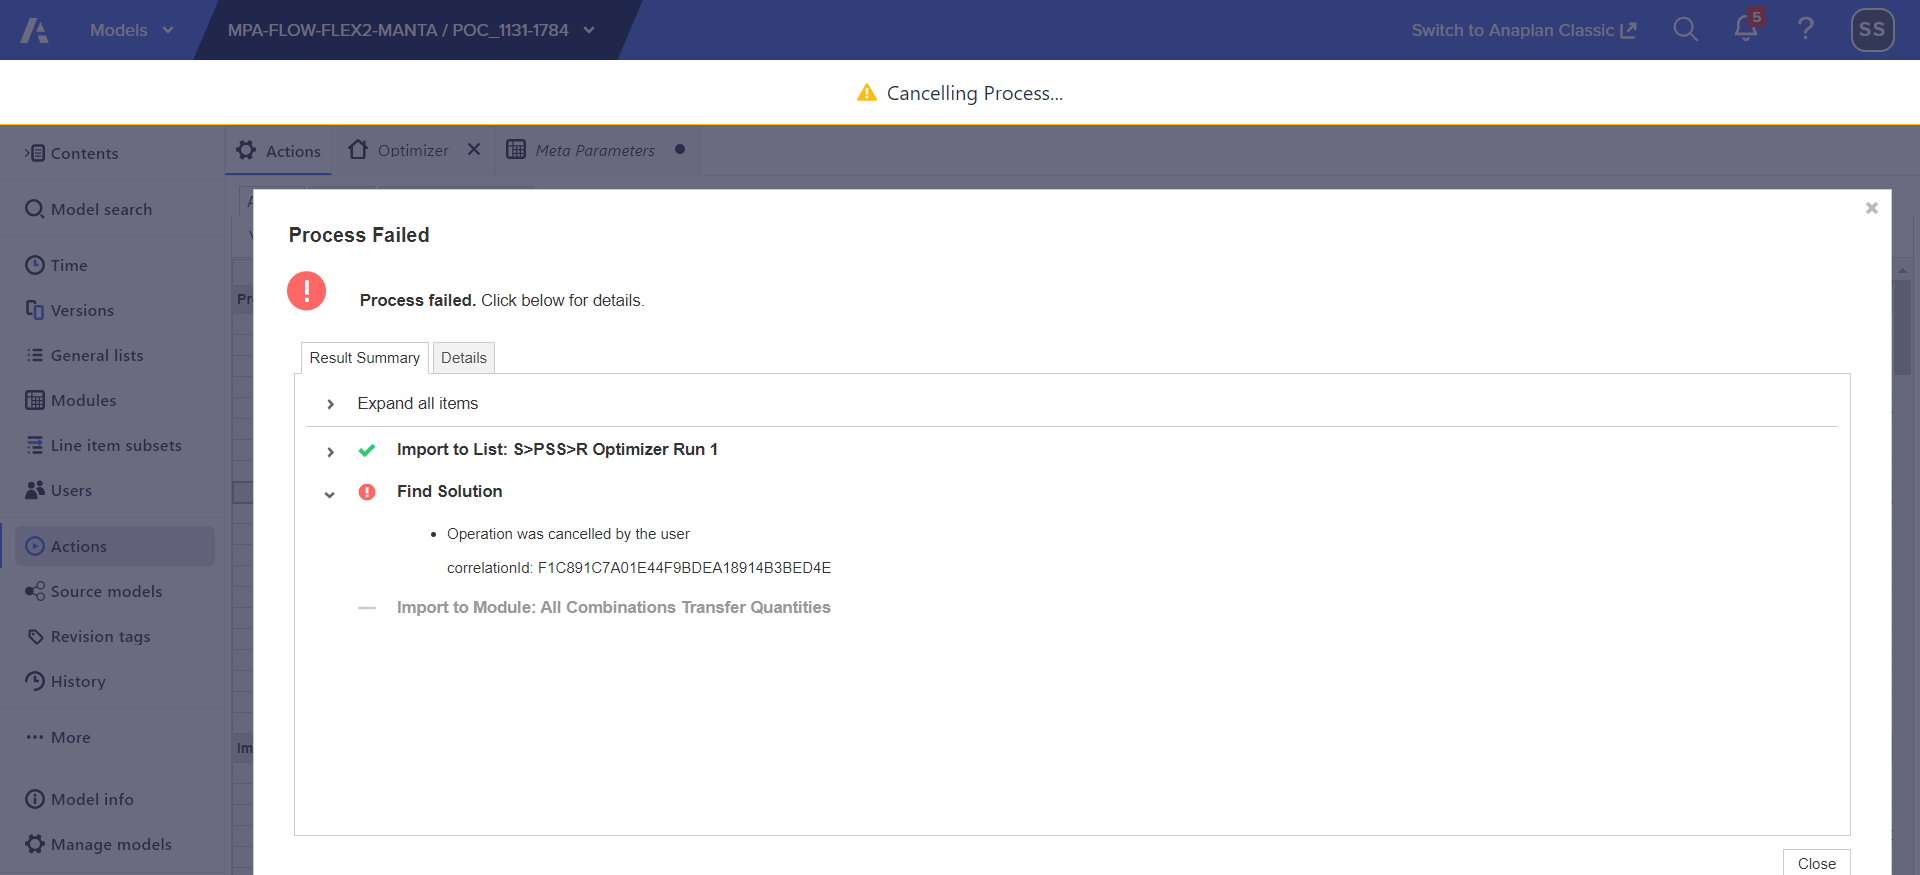 Models
MPA-FLOW-FLEX2-MANTA / POC_1131-1784
Switch to Anaplan Classic
5
?
SS
Cancelling Process...
Contents
Actions
Optimizer
Meta Parameters
Model search
Time
Versions
General lists
Modules
Line item subsets
Users
Actions
Source models
Revision tags
History
More
Model info
Manage models
Pr
Im
Process Failed
Process failed. Click below for details.
Result Summary
Details
Expand all items
Import to List: S>PSS>R Optimizer Run 1
Find Solution
• Operation was cancelled by the user
correlationId: F1C891C7A01E44F9BDEA18914B3BED4E
Import to Module: All Combinations Transfer Quantities
Close